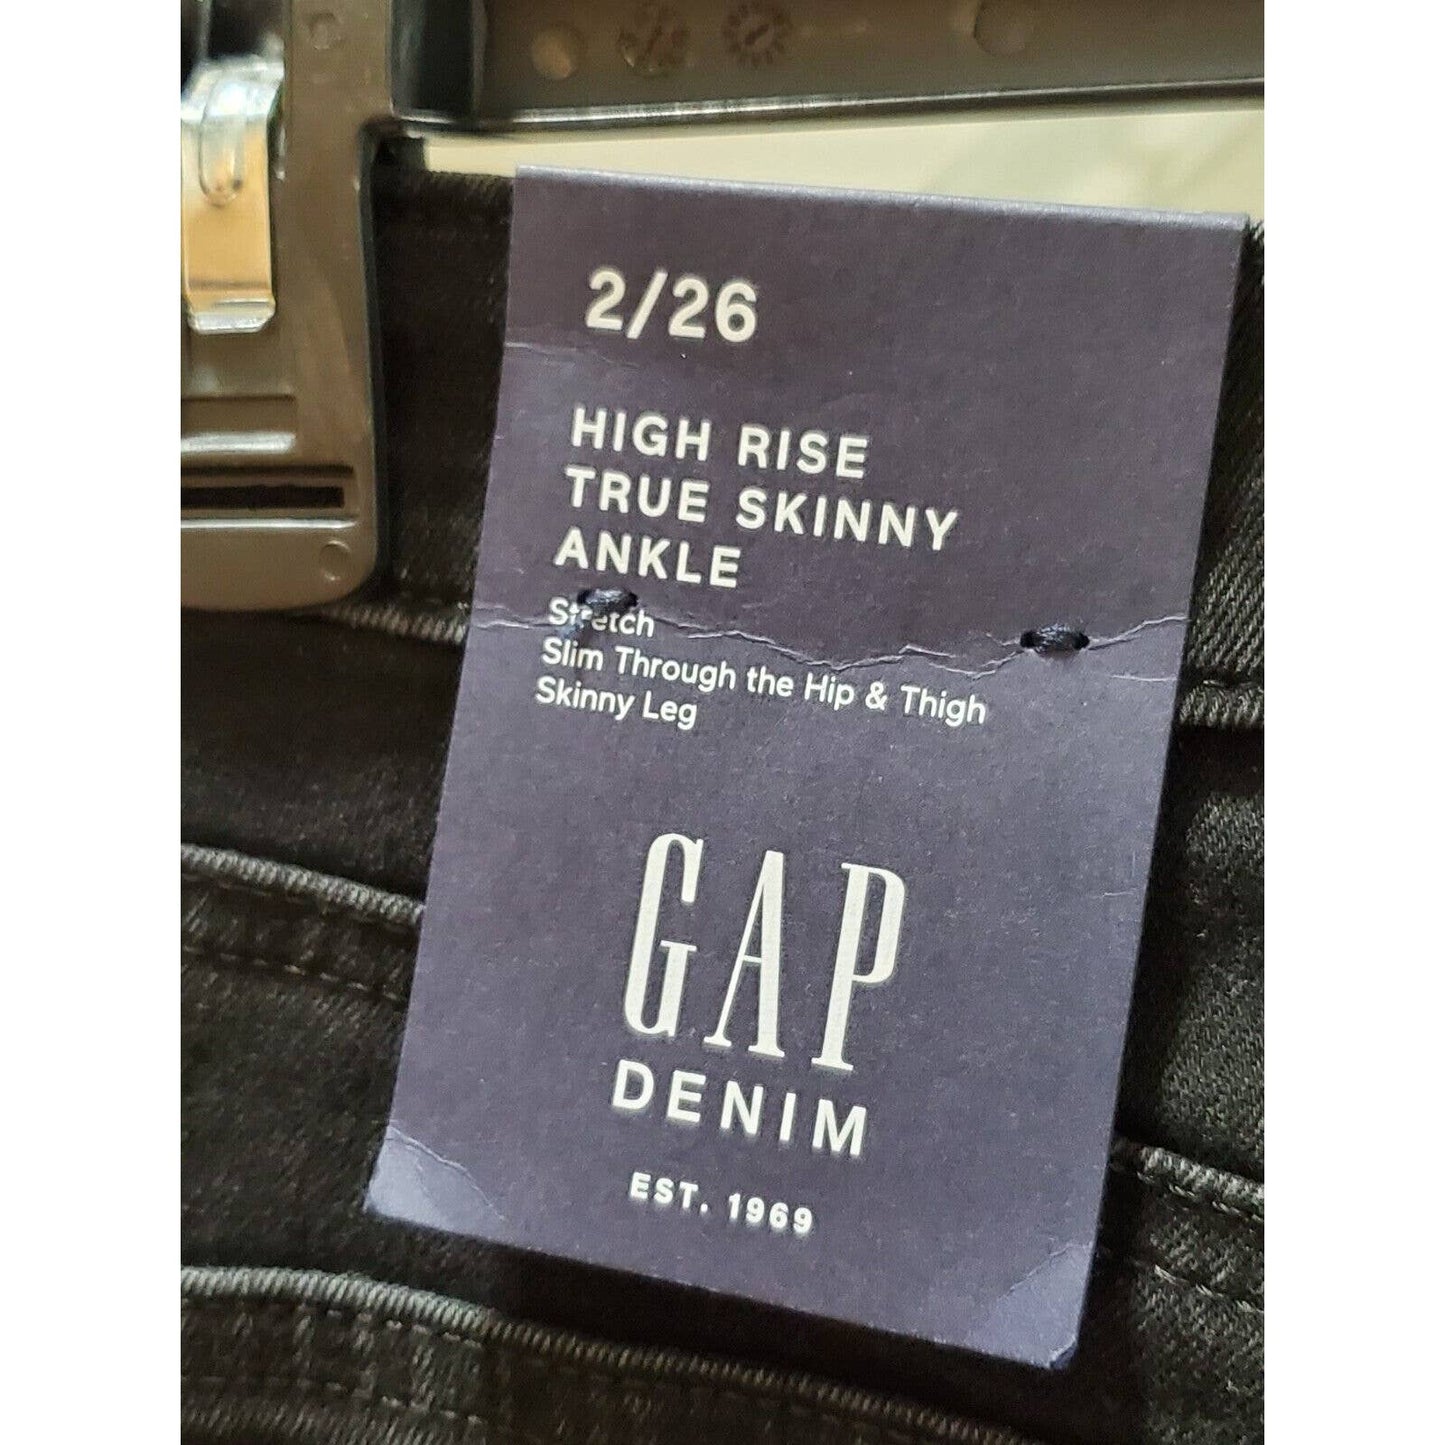 2/26
HIGH RISE
TRUE SKINNY
ANKLE
Stretch
Slim Through the Hip & Thigh
Skinny Leg
GAP
DENIM
EST. 1969